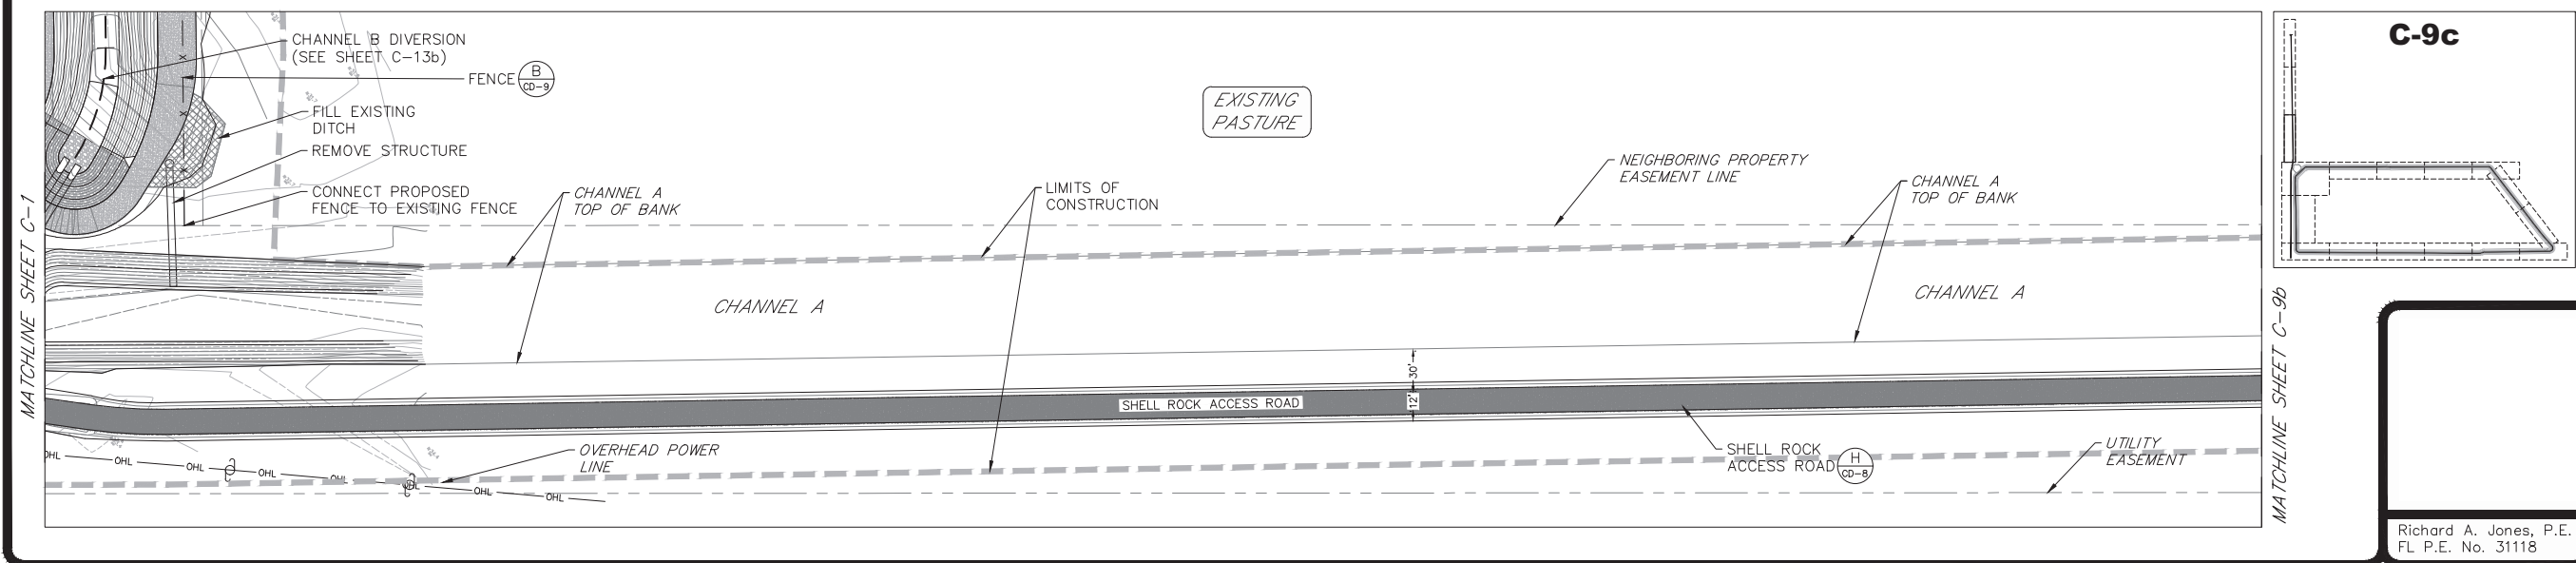 CHANNEL B DIVERSION
(SEE SHEET C-13b)
FENCE
B
CD-9
FILL EXISTING
DITCH
REMOVE STRUCTURE
CONNECT PROPOSED
FENCE TO EXISTING FENCE
CHANNEL A
TOP OF BANK
LIMITS OF
CONSTRUCTION
EXISTING
PASTURE
NEIGHBORING PROPERTY
EASEMENT LINE
CHANNEL A
TOP OF BANK
CHANNEL A
CHANNEL A
MATCHLINE SHEET C-1
MATCHLINE SHEET C-9b
30'
12'
SHELL ROCK ACCESS ROAD
SHELL ROCK
ACCESS ROAD
H
CD-8
UTILITY
EASEMENT
OVERHEAD POWER
LINE
OHL
OHL
OHL
OHL
OHL
OHL
OHL
OHL
X
X
C-9c
Richard A. Jones, P.E.
FL P.E. No. 31118